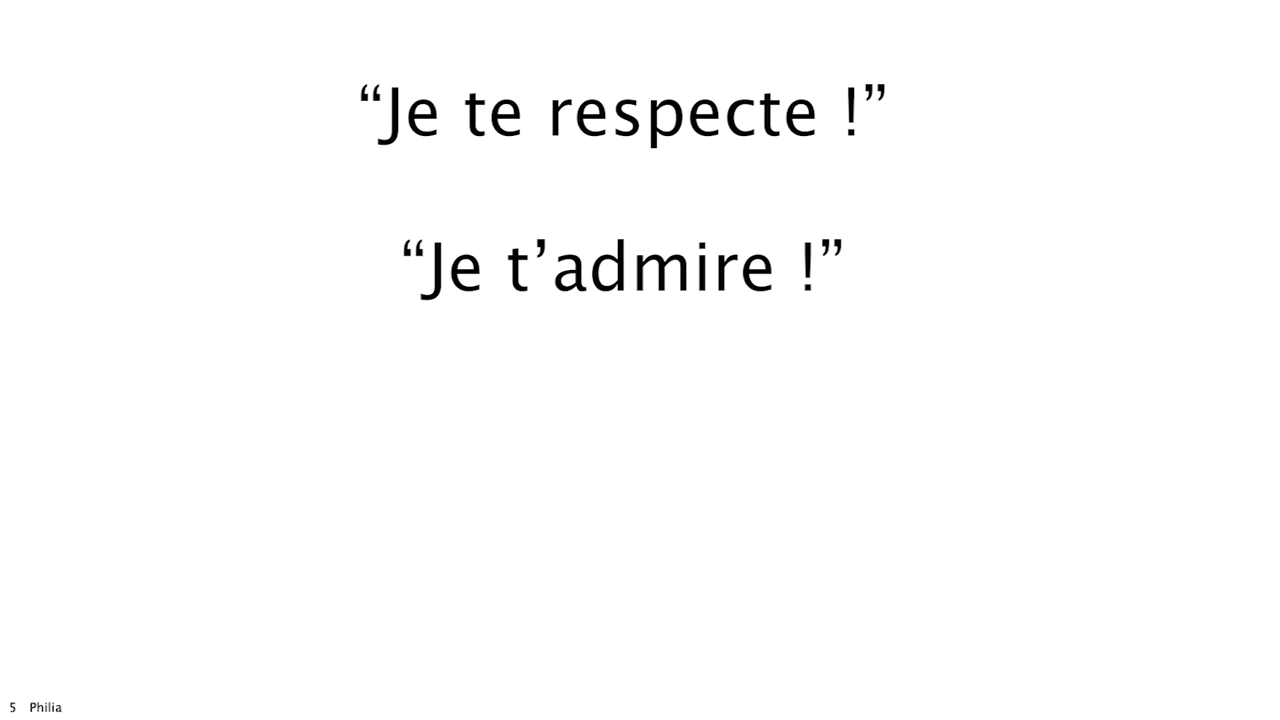 “Je te respecte !”
“Je t’admire !”
5 Philia